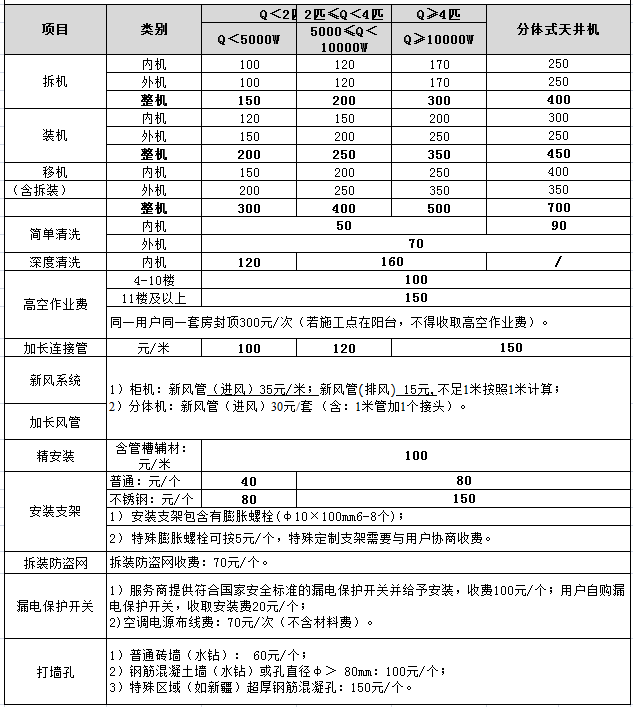 项目 类别 Q＜2匹 2匹≤Q＜4匹 Q≥4匹 分体式天井机
Q＜5000W 5000≤Q＜10000W Q≥10000W
拆机 内机 100 120 170 250
外机 100 120 170 250
整机 150 200 300 400
装机 内机 120 150 200 300
外机 150 200 250 250
整机 200 250 350 450
移机 内机 150 200 250 400
（含拆装） 外机 200 250 350 350
整机 300 400 500 700
简单清洗 内机 50 90
外机 70
深度清洗 内机 120 160 /
高空作业费 4-10楼 100
11楼及以上 150
同一用户同一套房封顶300元/次（若施工点在阳台，不得收取高空作业费）。
加长连接管 元/米 100 120 150
新风系统
加长风管
1）柜机：新风管（进风）35元/米；新风管(排风) 15元,不足1米按照1米计算；
2）分体机：新风管（进风）30元/套（含：1米管加1个接头）。
精安装 含管槽辅材：元/米 100
安装支架 普通：元/个 40 80
不锈钢：元/个 80 150
1）安装支架包含有膨胀螺栓(φ10×100mm6-8个)；
2）特殊膨胀螺栓可按5元/个，特殊定制支架需要与用户协商收费。
拆装防盗网 拆装防盗网收费：70元/个。
漏电保护开关 1）服务商提供符合国家安全标准的漏电保护开关并给予安装，收费100元/个；用户自购漏
电保护开关，收取安装费20元/个；
2)空调电源布线费：70元/次（不含材料费）。
打墙孔 1）普通砖墙（水钻）： 60元/个；
2）钢筋混凝土墙（水钻）或孔直径φ＞ 80mm：100元/个；
3）特殊区域（如新疆）超厚钢筋混凝孔：150元/个。